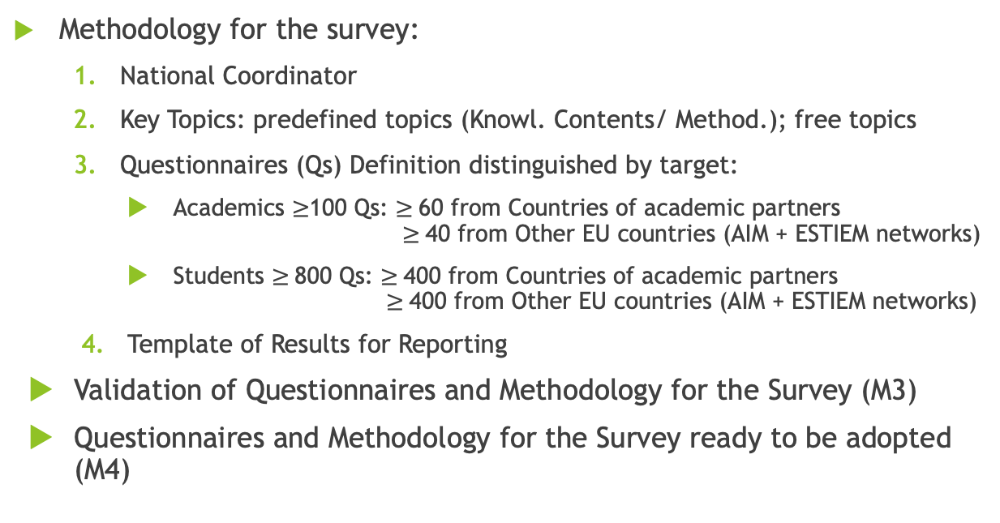 Methodology for the survey:
1. National Coordinator
2. Key Topics: predefined topics (Knowl. Contents/ Method.); free topics
3. Questionnaires (Qs) Definition distinguished by target:
Academics ≥100 Qs: ≥ 60 from Countries of academic partners
≥ 40 from Other EU countries (AIM + ESTIEM networks)
Students ≥ 800 Qs: ≥ 400 from Countries of academic partners
≥ 400 from Other EU countries (AIM + ESTIEM networks)
4. Template of Results for Reporting
Validation of Questionnaires and Methodology for the Survey (M3)
Questionnaires and Methodology for the Survey ready to be adopted
(M4)